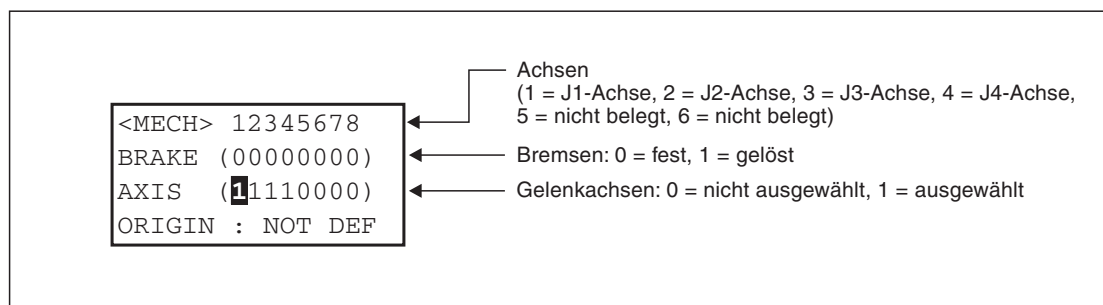 Achsen
(1 = J1-Achse, 2 = J2-Achse, 3 = J3-Achse, 4 = J4-Achse,
5 = nicht belegt, 6 = nicht belegt)
<MECH> 12345678
BRAKE (00000000)
Bremsen: 0 = fest, 1 = gelöst
AXIS (11110000)
Gelenkachsen: 0 = nicht ausgewählt, 1 = ausgewählt
ORIGIN : NOT DEF